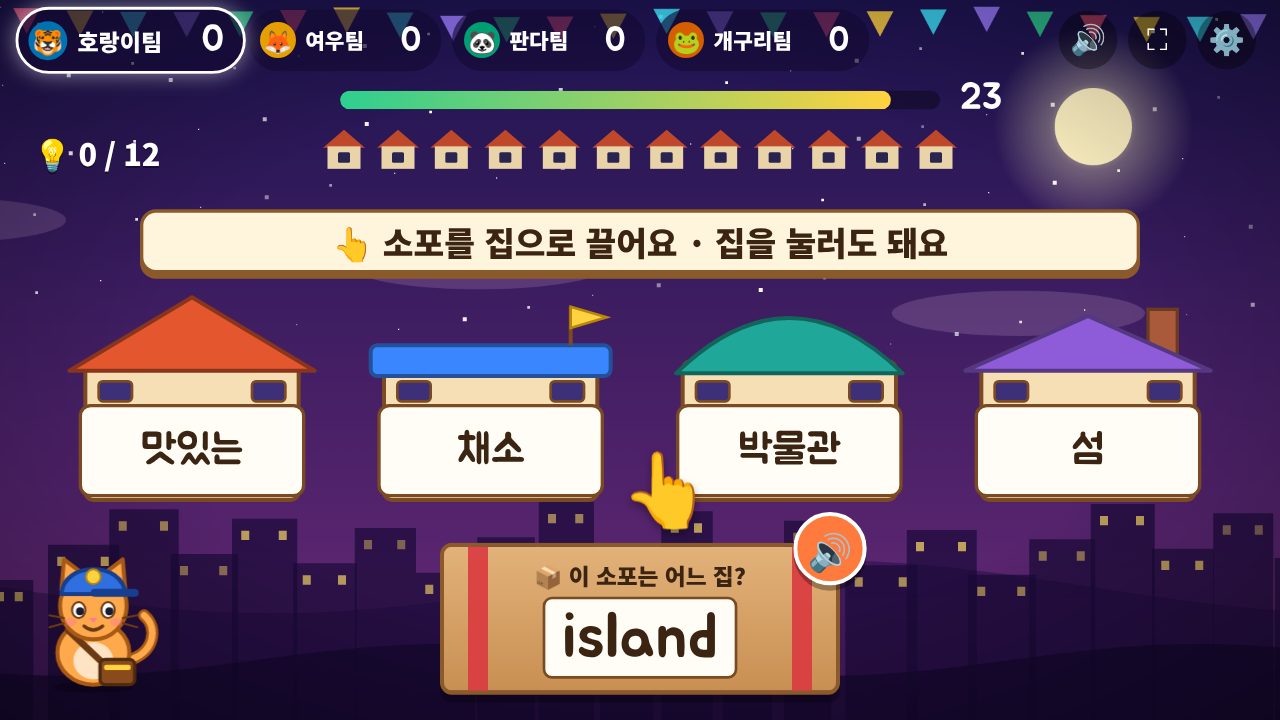 호랑이팀 0 여우팀 0 판다팀 0 개구리팀 0
23
0 / 12
소포를 집으로 끌어요 · 집을 눌러도 돼요
맛있는 채소 박물관 섬
이 소포는 어느 집?
island